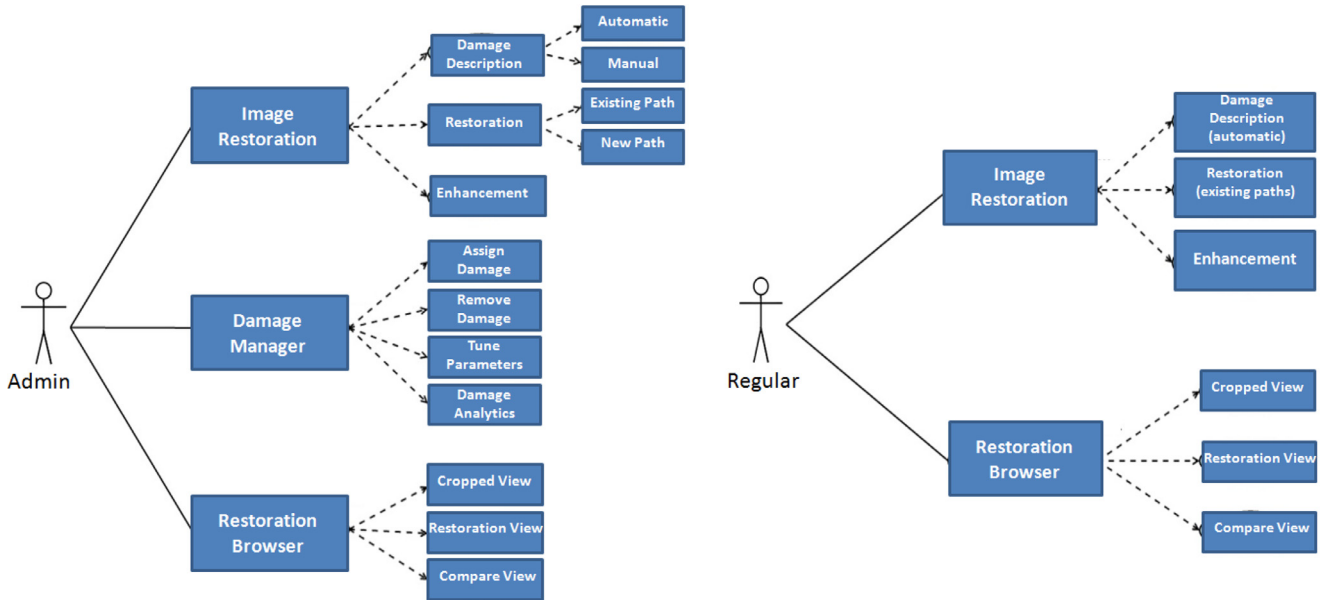 Automatic
Damage
Description
Manual
Image
Restoration
Existing Path
Restoration
New Path
Enhancement
Assign
Damage
Remove
Damage
Damage
Manager
Tune
Parameters
Damage
Analytics
Admin
Cropped View
Restoration
Browser
Restoration View
Compare View
Damage
Description
(automatic)
Image
Restoration
Restoration
(existing paths)
Enhancement
Regular
Cropped View
Restoration
Browser
Restoration View
Compare View